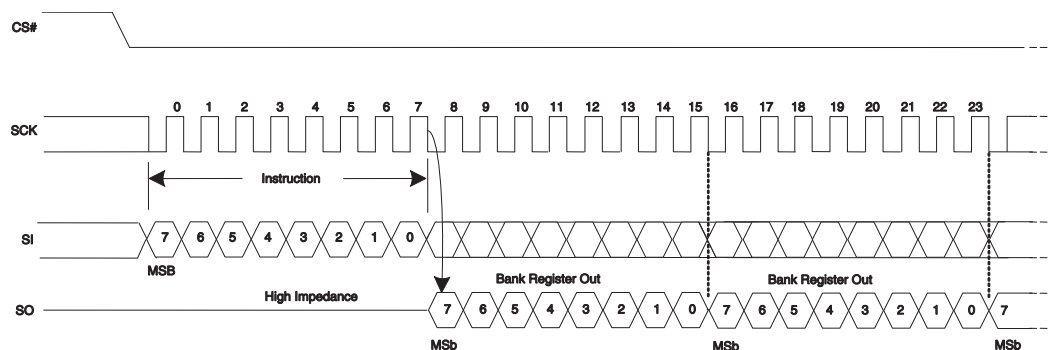 CS#
0 1 2 3 4 5 6 7 8 9 10 11 12 13 14 15 16 17 18 19 20 21 22 23
SCK
Instruction
SI
7 6 5 4 3 2 1 0
MSB
High Impedance
Bank Register Out
Bank Register Out
SO
7 6 5 4 3 2 1 0 7 6 5 4 3 2 1 0 7
MSb
MSb
MSb